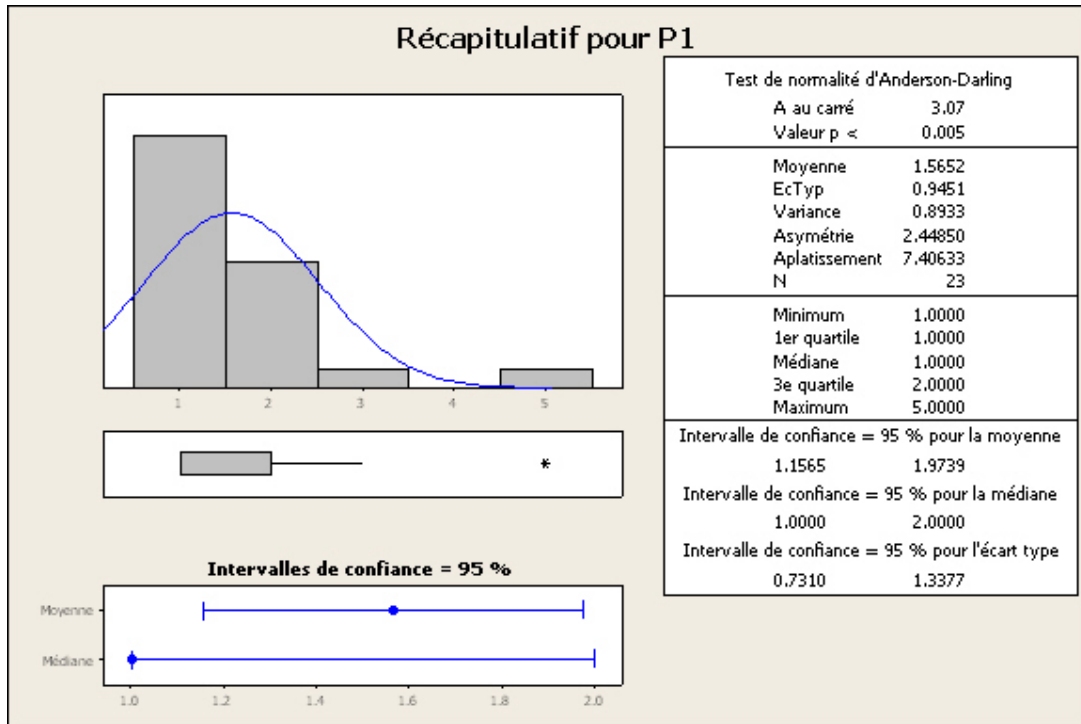 Récapitulatif pour P1
1 2 3 4 5
*
Intervalles de confiance = 95 %
Moyenne
Médiane
1.0 1.2 1.4 1.6 1.8 2.0
Test de normalité d'Anderson-Darling
A au carré 3.07
Valeur p < 0.005
Moyenne 1.5652
EcTyp 0.9451
Variance 0.8933
Asymétrie 2.44850
Aplatissement 7.40633
N 23
Minimum 1.0000
1er quartile 1.0000
Médiane 1.0000
3e quartile 2.0000
Maximum 5.0000
Intervalle de confiance = 95 % pour la moyenne
1.1565 1.9739
Intervalle de confiance = 95 % pour la médiane
1.0000 2.0000
Intervalle de confiance = 95 % pour l'écart type
0.7310 1.3377